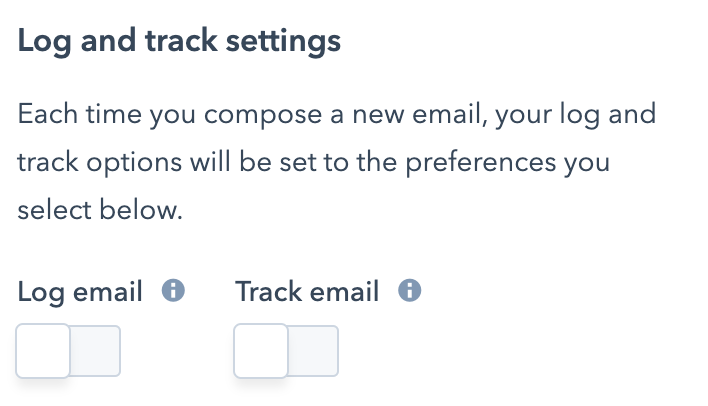 Log and track settings
Each time you compose a new email, your log and
track options will be set to the preferences you
select below.
Log email
Track email